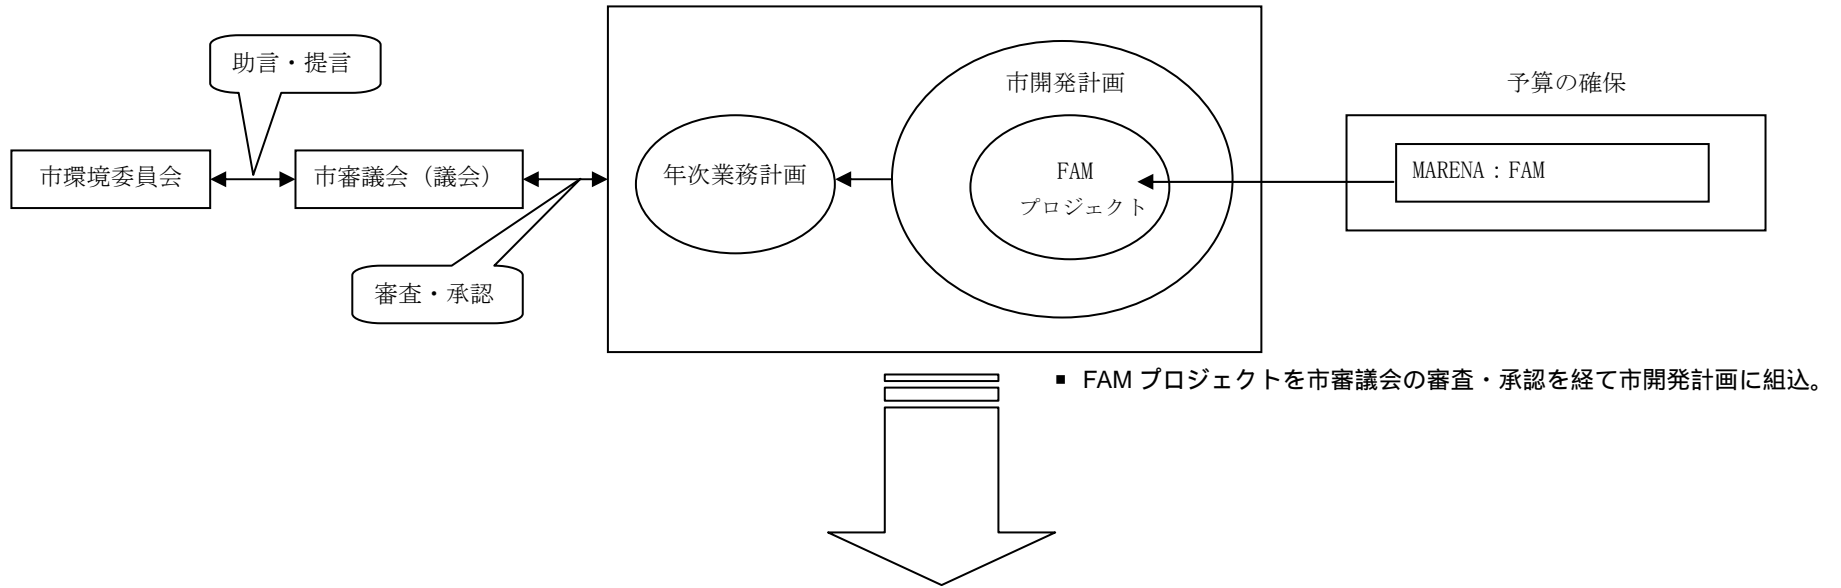 助言・提言
市開発計画
予算の確保
市環境委員会
市審議会（議会）
年次業務計画
FAM
プロジェクト
MARENA：FAM
審査・承認
▪ FAM プロジェクトを市審議会の審査・承認を経て市開発計画に組込。